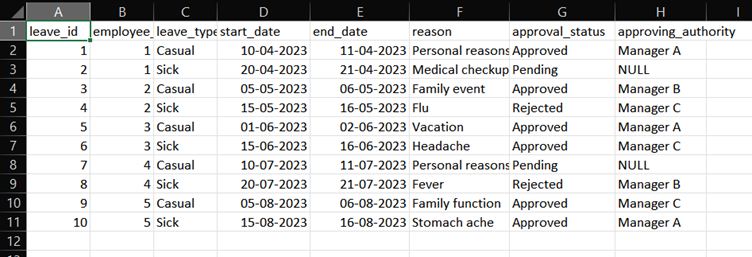 A B C D E F G H I
1 leave_id employee_ leave_type start_date end_date reason approval_status approving_authority
2 1 1 Casual 10-04-2023 11-04-2023 Personal reasons Approved Manager A
3 2 1 Sick 20-04-2023 21-04-2023 Medical checkup Pending NULL
4 3 2 Casual 05-05-2023 06-05-2023 Family event Approved Manager B
5 4 2 Sick 15-05-2023 16-05-2023 Flu Rejected Manager C
6 5 3 Casual 01-06-2023 02-06-2023 Vacation Approved Manager A
7 6 3 Sick 15-06-2023 16-06-2023 Headache Approved Manager C
8 7 4 Casual 10-07-2023 11-07-2023 Personal reasons Pending NULL
9 8 4 Sick 20-07-2023 21-07-2023 Fever Rejected Manager B
10 9 5 Casual 05-08-2023 06-08-2023 Family function Approved Manager C
11 10 5 Sick 15-08-2023 16-08-2023 Stomach ache Approved Manager A
12